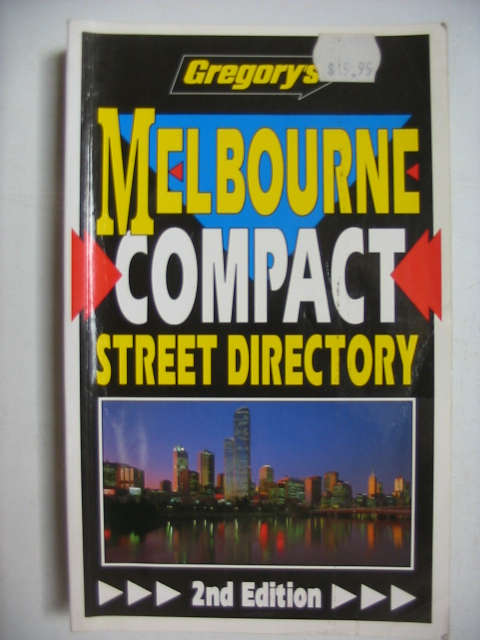 Gregory's
$15.95
MELBOURNE
COMPACT
STREET DIRECTORY
2nd Edition